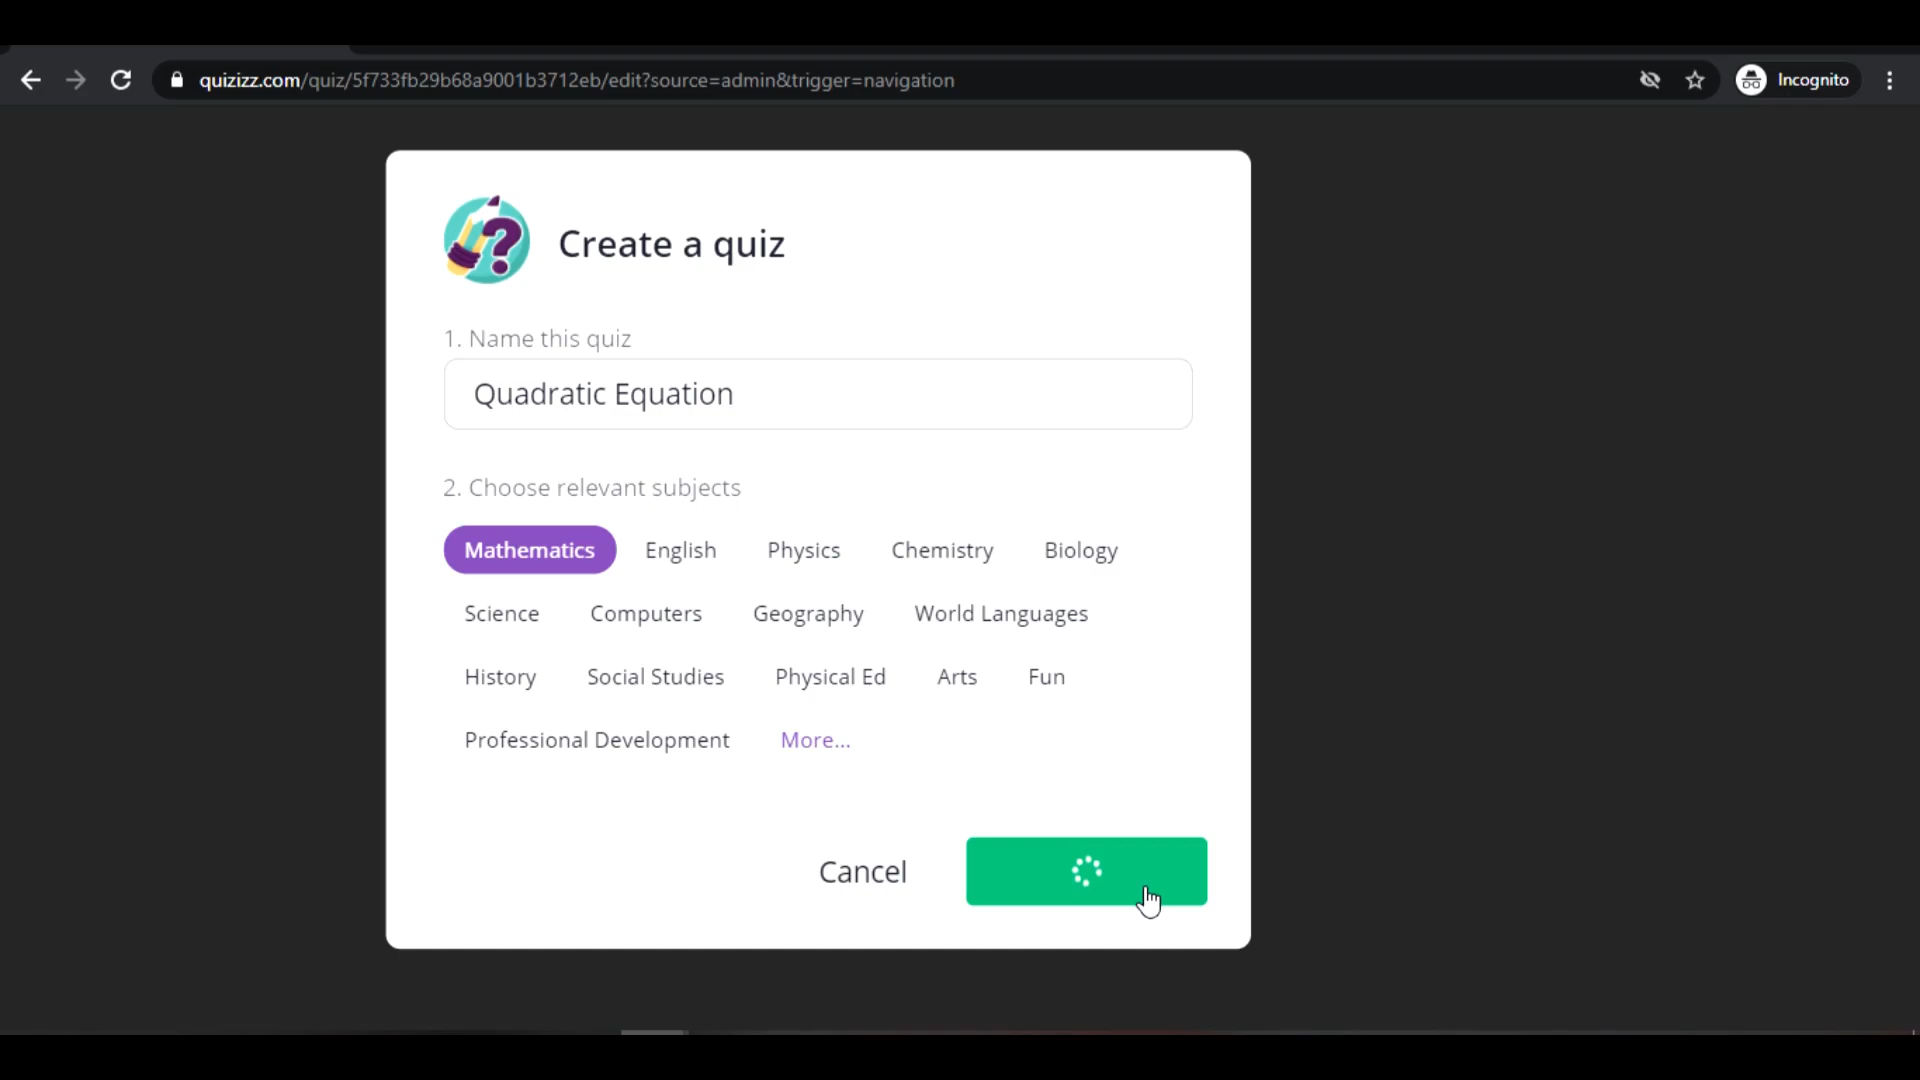 quizizz.com/quiz/5f733fb29b68a9001b3712eb/edit?source=admin&trigger=navigation Incognito
Create a quiz
1. Name this quiz
Quadratic Equation
2. Choose relevant subjects
Mathematics English Physics Chemistry Biology
Science Computers Geography World Languages
History Social Studies Physical Ed Arts Fun
Professional Development More...
Cancel